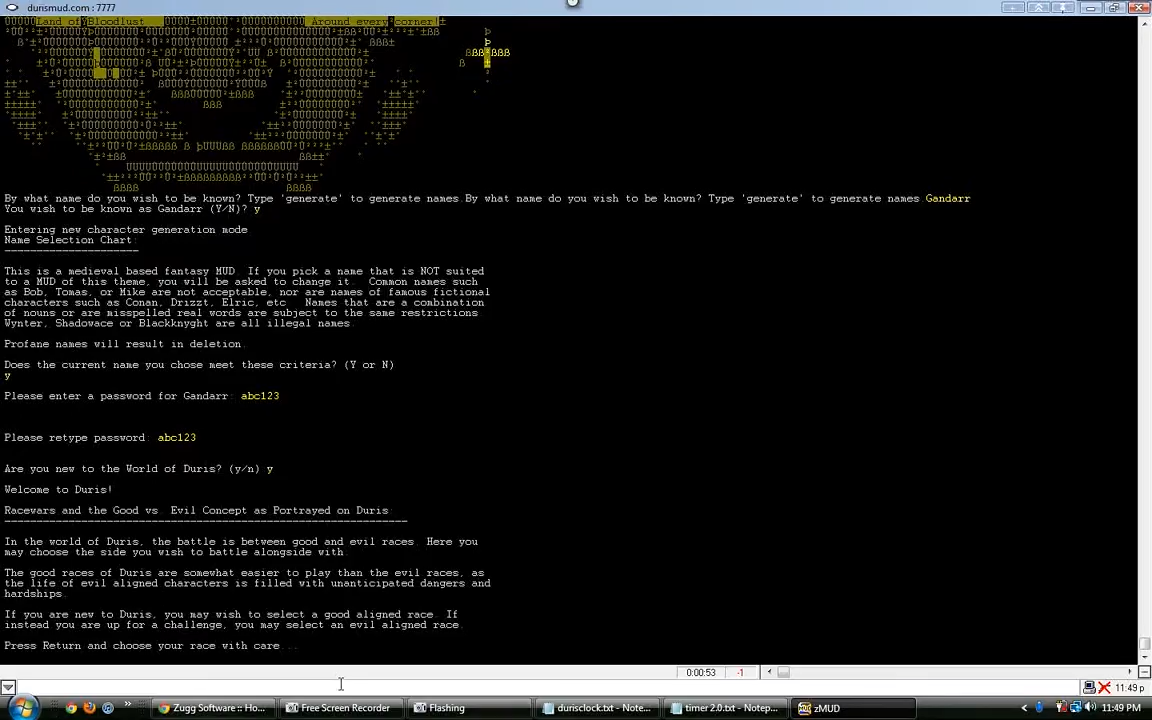 durismud.com : 7777
Land of Bloodlust Around every corner!
By what name do you wish to be known? Type 'generate' to generate names.By what name do you wish to be known? Type 'generate' to generate names.Gandarr
You wish to be known as Gandarr (Y/N)? y
Entering new character generation mode
Name Selection Chart:
This is a medieval based fantasy MUD. If you pick a name that is NOT suited
to a MUD of this theme, you will be asked to change it. Common names such
as Bob, Tomas, or Mike are not acceptable, nor are names of famous fictional
characters such as Conan, Drizzt, Elric, etc. Names that are a combination
of nouns or are misspelled real words are subject to the same restrictions
Wynter, Shadowace or Blackknyght are all illegal names.
Profane names will result in deletion.
Does the current name you chose meet these criteria? (Y or N)
y
Please enter a password for Gandarr: abc123
Please retype password: abc123
Are you new to the World of Duris? (y/n) y
Welcome to Duris!
Racewars and the Good vs. Evil Concept as Portrayed on Duris
In the world of Duris, the battle is between good and evil races. Here you
may choose the side you wish to battle alongside with.
The good races of Duris are somewhat easier to play than the evil races, as
the life of evil aligned characters is filled with unanticipated dangers and
hardships.
If you are new to Duris, you may wish to select a good aligned race. If
instead you are up for a challenge, you may select an evil aligned race.
Press Return and choose your race with care...
0:00:53 -1
11:49p
Zugg Software :: Ho...
Free Screen Recorder
Flashing
durisclock.txt - Note...
timer 2.0.txt - Notep...
zMUD
11:49 PM